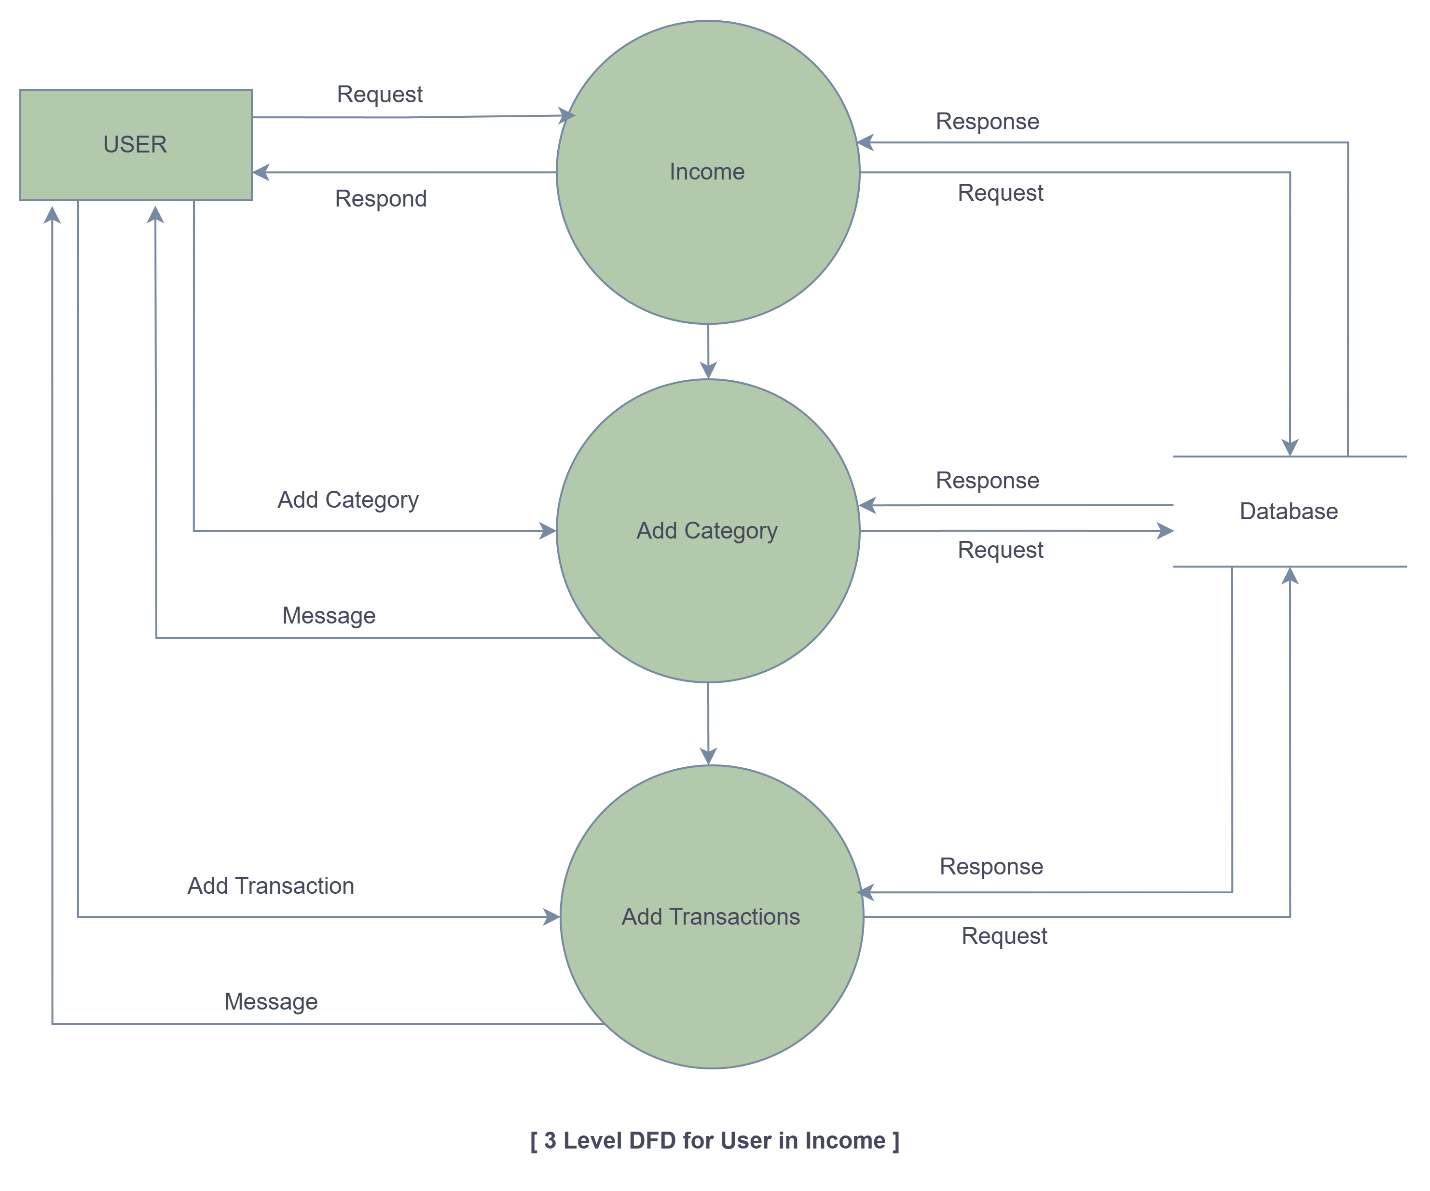 Request
Response
USER
Income
Request
Respond
Response
Add Category
Database
Add Category
Request
Message
Response
Add Transaction
Add Transactions
Request
Message
[ 3 Level DFD for User in Income ]